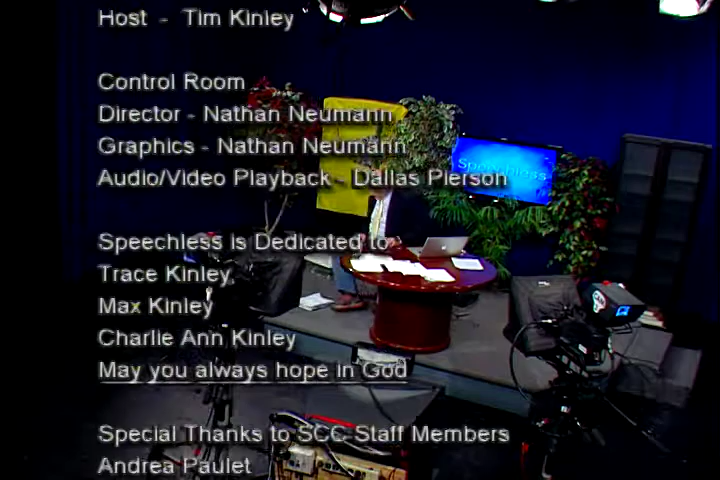 Host - Tim Kinley
Control Room
Director - Nathan Neumann
Graphics - Nathan Neumann
Audio/Video Playback - Dallas Pierson
Speechless
Speechless is Dedicated to
Trace Kinley,
Max Kinley
Charlie Ann Kinley
May you always hope in God
Special Thanks to SCC Staff Members
Andrea Paulet